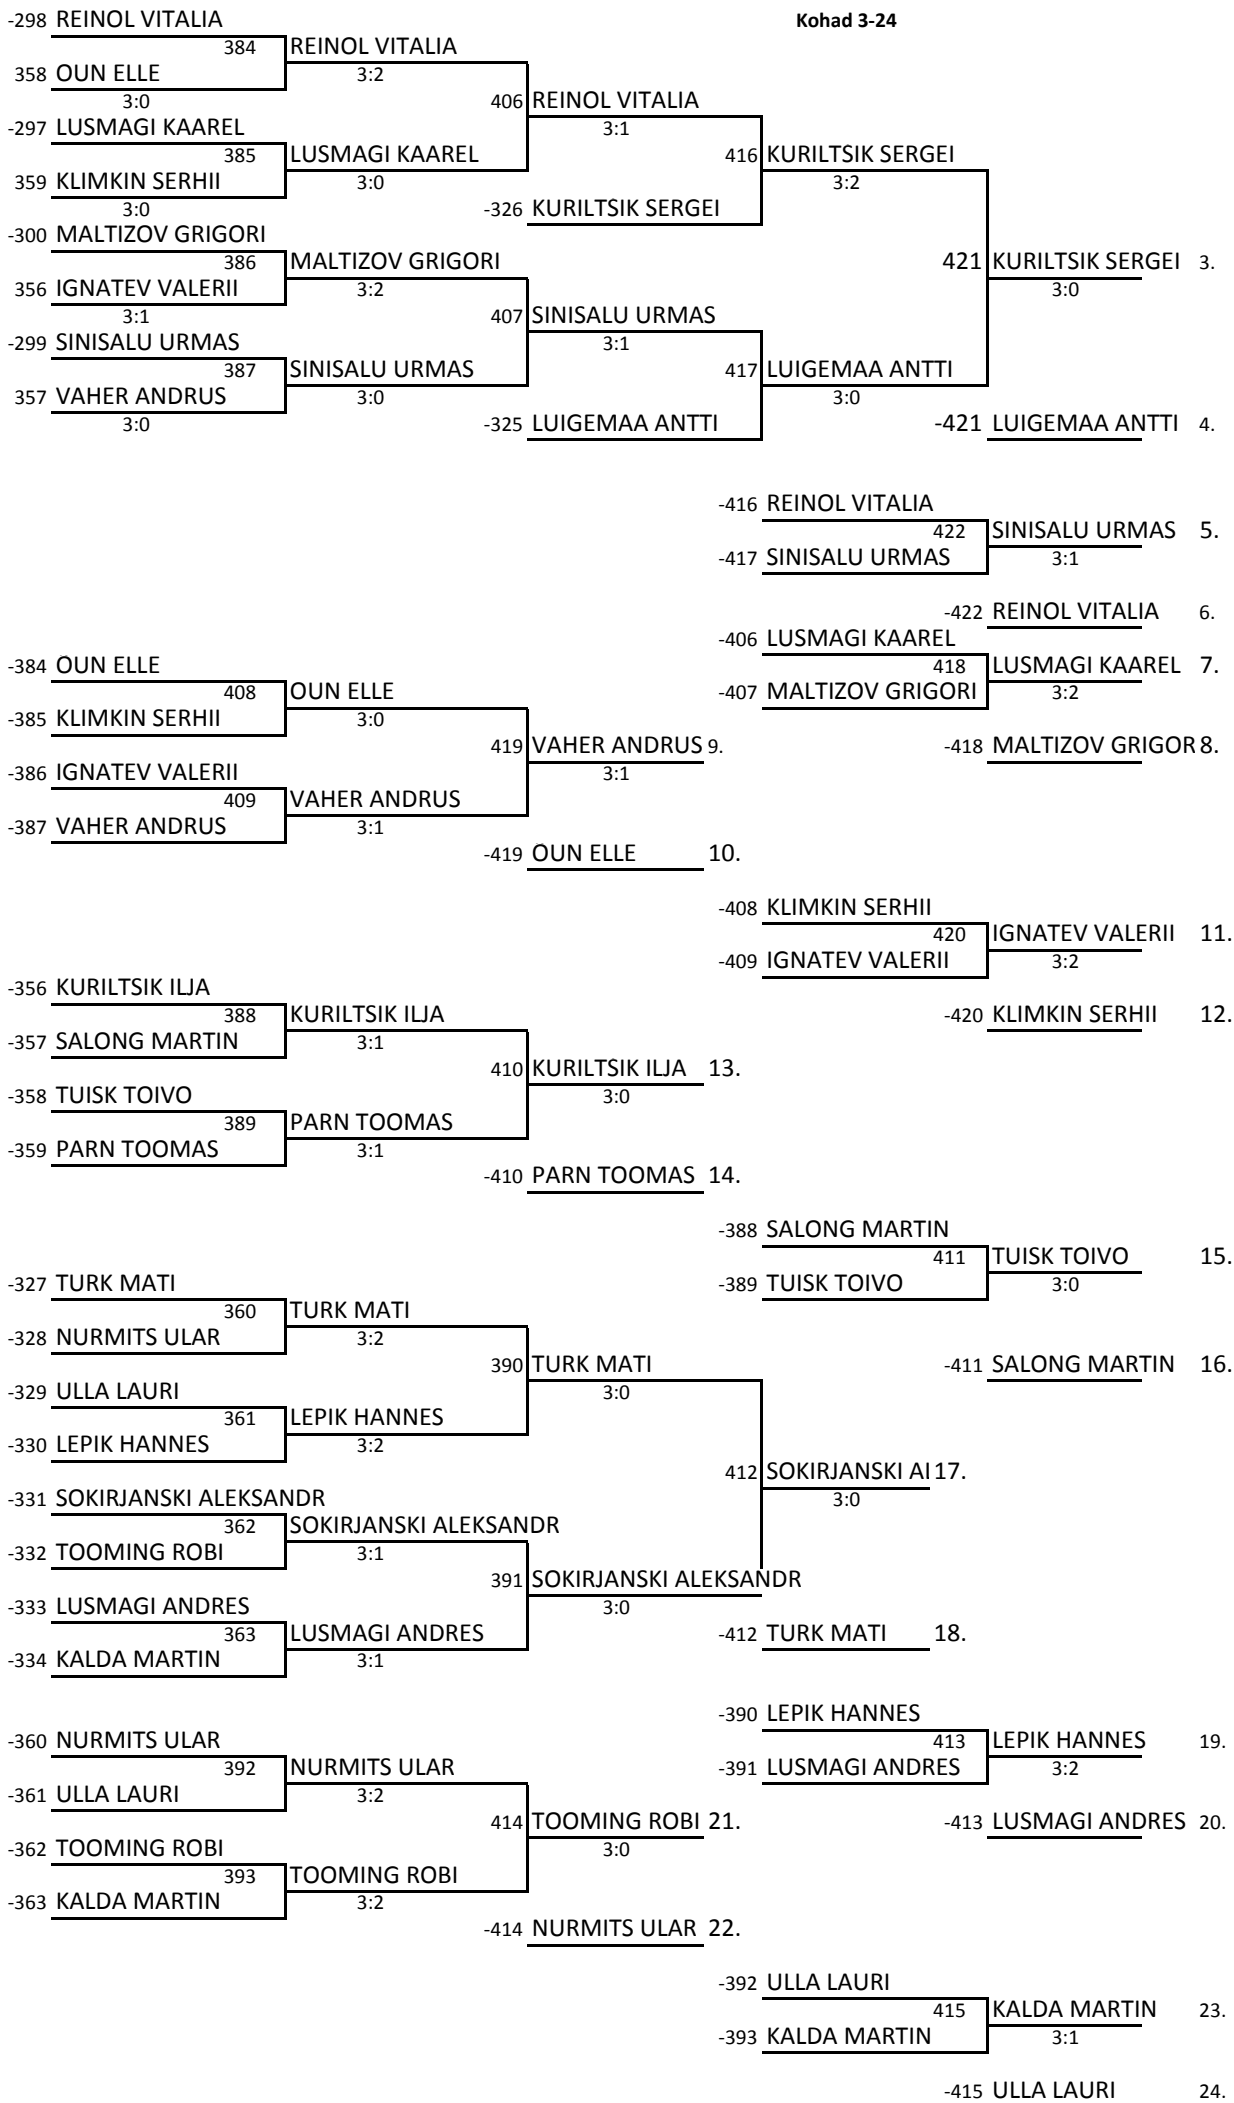 -298 REINOL VITALIA
Kohad 3-24
384 REINOL VITALIA
358 OUN ELLE
3:2
3:0
406 REINOL VITALIA
-297 LUSMAGI KAAREL
3:1
385 LUSMAGI KAAREL
416 KURILTSIK SERGEI
359 KLIMKIN SERHII
3:0
3:2
3:0
-326 KURILTSIK SERGEI
-300 MALTIZOV GRIGORI
386 MALTIZOV GRIGORI
421 KURILTSIK SERGEI 3.
356 IGNATEV VALERII
3:2
3:0
3:1
407 SINISALU URMAS
-299 SINISALU URMAS
3:1
387 SINISALU URMAS
417 LUIGEMAA ANTTI
357 VAHER ANDRUS
3:0
3:0
3:0
-325 LUIGEMAA ANTTI
-421 LUIGEMAA ANTTI 4.
-416 REINOL VITALIA
422 SINISALU URMAS 5.
-417 SINISALU URMAS
3:1
-422 REINOL VITALIA 6.
-406 LUSMAGI KAAREL
-384 OUN ELLE
418 LUSMAGI KAAREL 7.
408 OUN ELLE
-407 MALTIZOV GRIGORI
3:2
-385 KLIMKIN SERHII
3:0
419 VAHER ANDRUS 9.
-418 MALTIZOV GRIGOR 8.
-386 IGNATEV VALERII
3:1
409 VAHER ANDRUS
-387 VAHER ANDRUS
3:1
-419 OUN ELLE 10.
-408 KLIMKIN SERHII
420 IGNATEV VALERII 11.
-409 IGNATEV VALERII
3:2
-356 KURILTSIK ILJA
388 KURILTSIK ILJA
-420 KLIMKIN SERHII 12.
-357 SALONG MARTIN
3:1
410 KURILTSIK ILJA 13.
-358 TUISK TOIVO
3:0
389 PARN TOOMAS
-359 PARN TOOMAS
3:1
-410 PARN TOOMAS 14.
-388 SALONG MARTIN
411 TUISK TOIVO 15.
-327 TURK MATI
-389 TUISK TOIVO
3:0
360 TURK MATI
-328 NURMITS ULAR
3:2
390 TURK MATI
-411 SALONG MARTIN 16.
-329 ULLA LAURI
3:0
361 LEPIK HANNES
-330 LEPIK HANNES
3:2
412 SOKIRJANSKI Al 17.
-331 SOKIRJANSKI ALEKSANDR
3:0
362 SOKIRJANSKI ALEKSANDR
-332 TOOMING ROBI
3:1
391 SOKIRJANSKI ALEKSANDR
-333 LUSMAGI ANDRES
3:0
363 LUSMAGI ANDRES
-412 TURK MATI 18.
-334 KALDA MARTIN
3:1
-390 LEPIK HANNES
-360 NURMITS ULAR
413 LEPIK HANNES 19.
392 NURMITS ULAR
-391 LUSMAGI ANDRES
3:2
-361 ULLA LAURI
3:2
414 TOOMING ROBI 21.
-413 LUSMAGI ANDRES 20.
-362 TOOMING ROBI
3:0
393 TOOMING ROBI
-363 KALDA MARTIN
3:2
-414 NURMITS ULAR 22.
-392 ULLA LAURI
415 KALDA MARTIN 23.
-393 KALDA MARTIN
3:1
-415 ULLA LAURI 24.